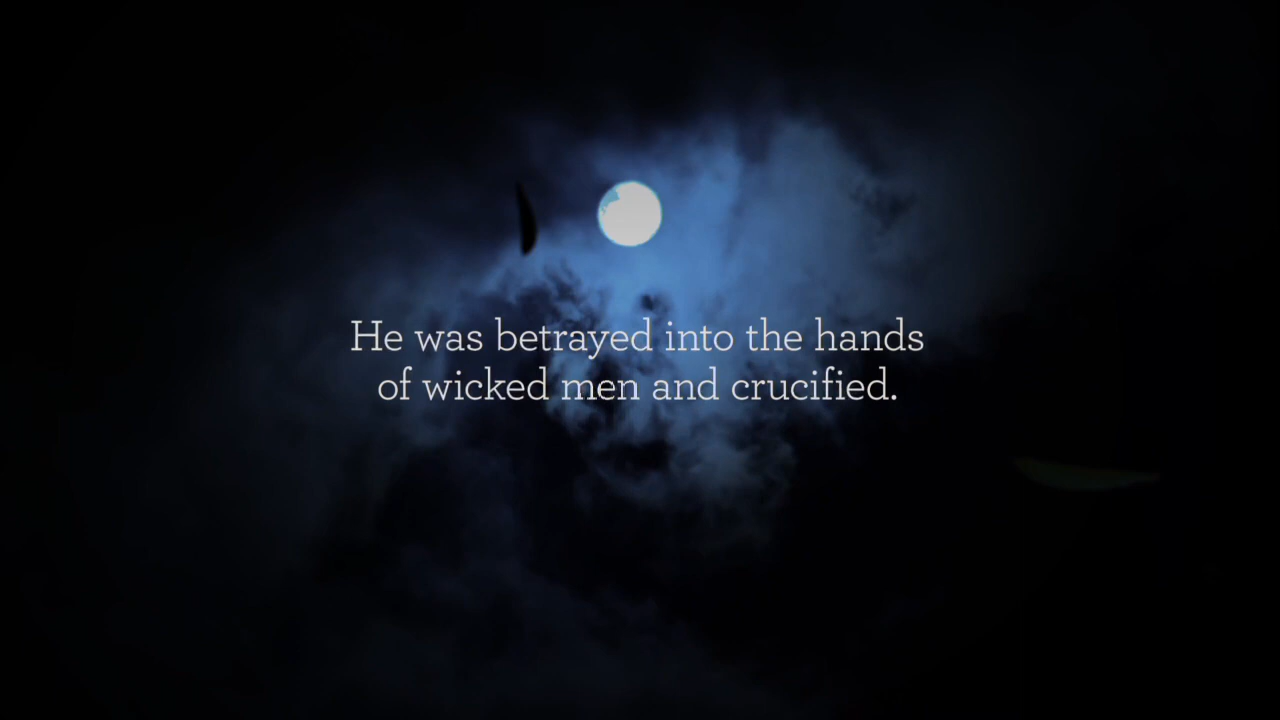 He was betrayed into the hands
of wicked men and crucified.